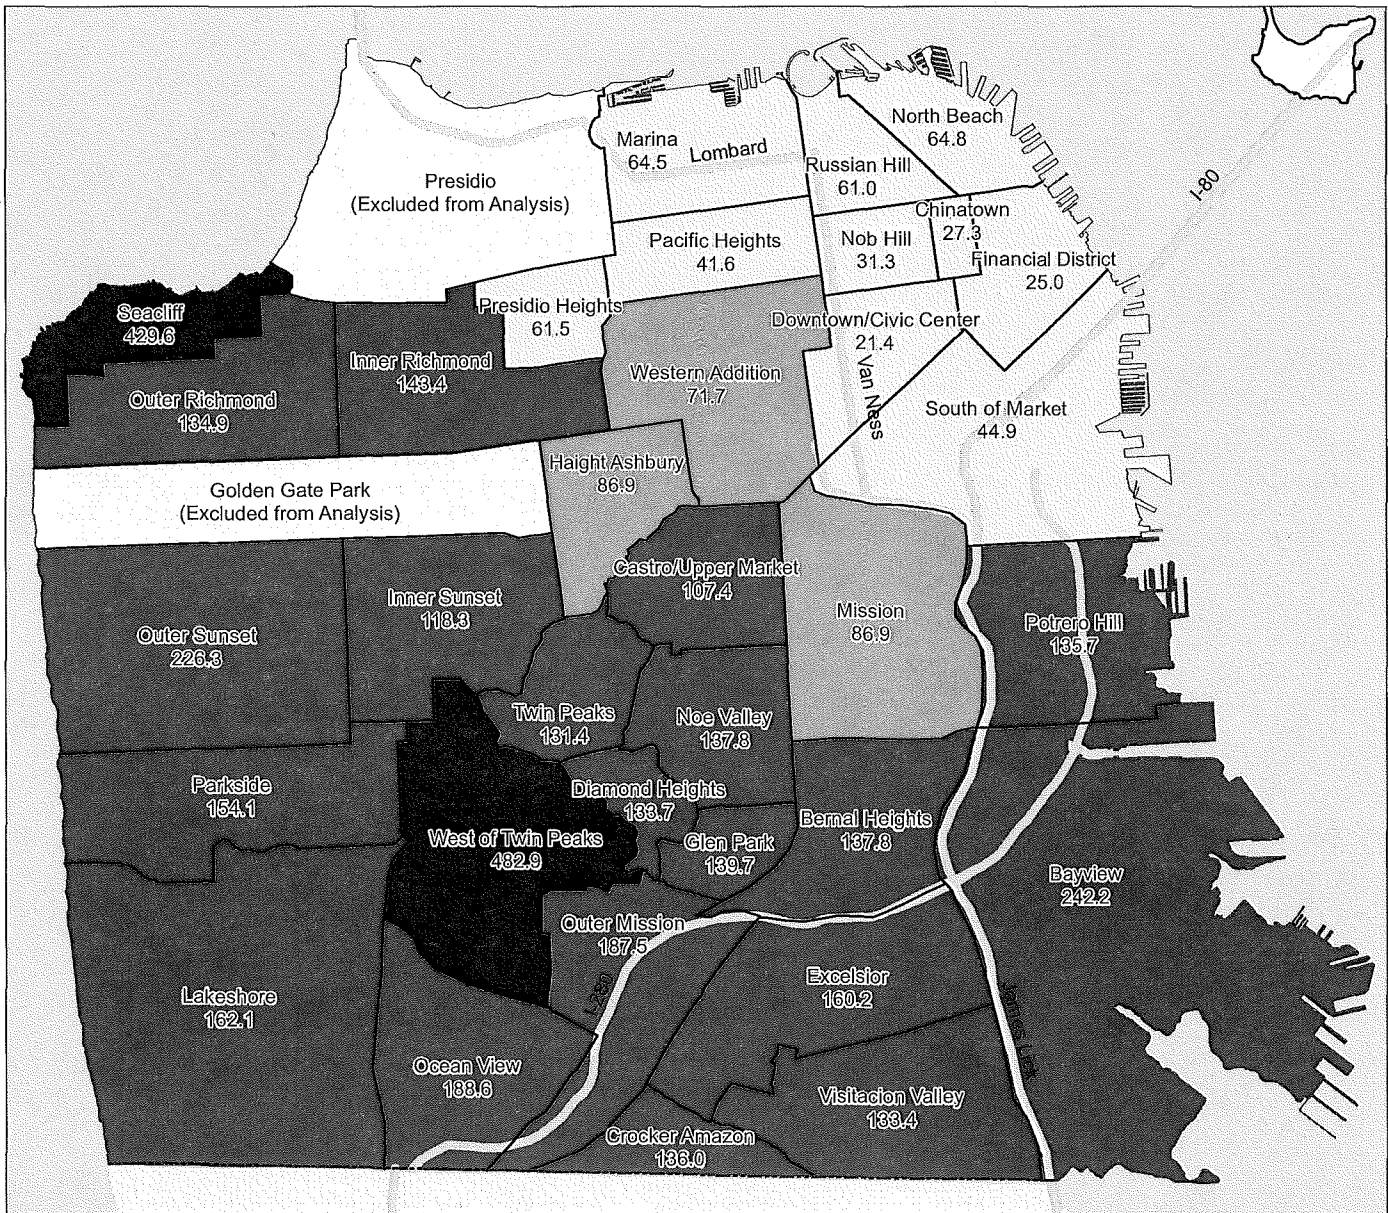 North Beach
64.8
Marina
64.5
Lombard
Russian Hill
61.0
I-80
Presidio
(Excluded from Analysis)
Chinatown
27.3
Pacific Heights
41.6
Nob Hill
31.3
Financial District
25.0
Seacliff
429.6
Presidio Heights
61.5
Downtown/Civic Center
21.4
Inner Richmond
143.4
Western Addition
71.7
Van Ness
Outer Richmond
134.9
South of Market
44.9
Haight Ashbury
86.9
Golden Gate Park
(Excluded from Analysis)
Castro/Upper Market
107.4
Inner Sunset
118.3
Mission
86.9
Outer Sunset
226.3
Potrero Hill
135.7
Twin Peaks
131.4
Noe Valley
137.8
Parkside
154.1
Diamond Heights
133.7
Bernal Heights
137.8
West of Twin Peaks
482.9
Glen Park
139.7
Bayview
242.2
Outer Mission
187.5
Excelsior
160.2
Lakeshore
162.1
I-280
James Lick
Ocean View
188.6
Visitacion Valley
133.4
Crocker Amazon
136.0